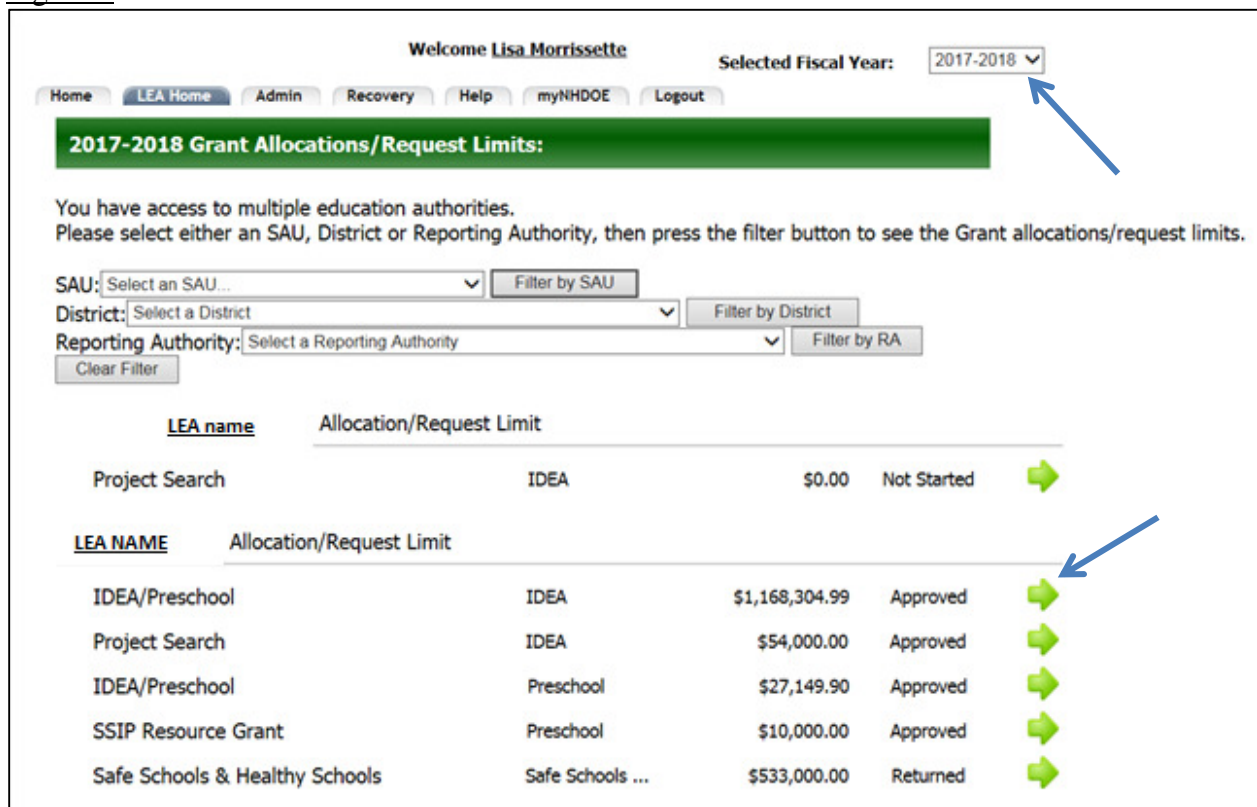 Welcome Lisa Morrissette
Selected Fiscal Year: 2017-2018
Home LEA Home Admin Recovery Help myNHDOE Logout
2017-2018 Grant Allocations/Request Limits:
You have access to multiple education authorities.
Please select either an SAU, District or Reporting Authority, then press the filter button to see the Grant allocations/request limits.
SAU: Select an SAU... Filter by SAU
District: Select a District Filter by District
Reporting Authority: Select a Reporting Authority Filter by RA
Clear Filter
LEA name Allocation/Request Limit
Project Search IDEA $0.00 Not Started
LEA NAME Allocation/Request Limit
IDEA/Preschool IDEA $1,168,304.99 Approved
Project Search IDEA $54,000.00 Approved
IDEA/Preschool Preschool $27,149.90 Approved
SSIP Resource Grant Preschool $10,000.00 Approved
Safe Schools & Healthy Schools Safe Schools ... $533,000.00 Returned